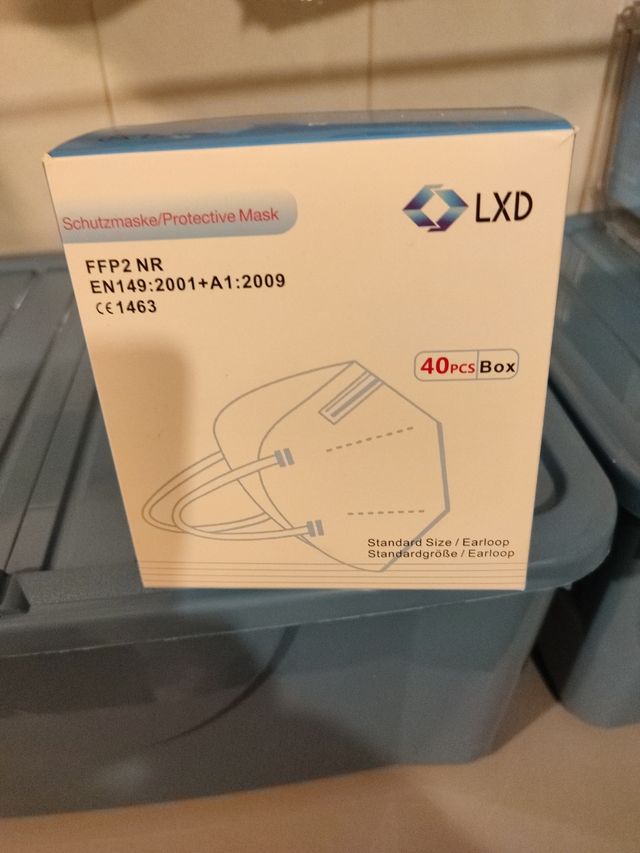 Schutzmaske/Protective Mask
LXD
FFP2 NR
EN149:2001+A1:2009
CE1463
40PCS Box
Standard Size / Earloop
Standardgröße / Earloop